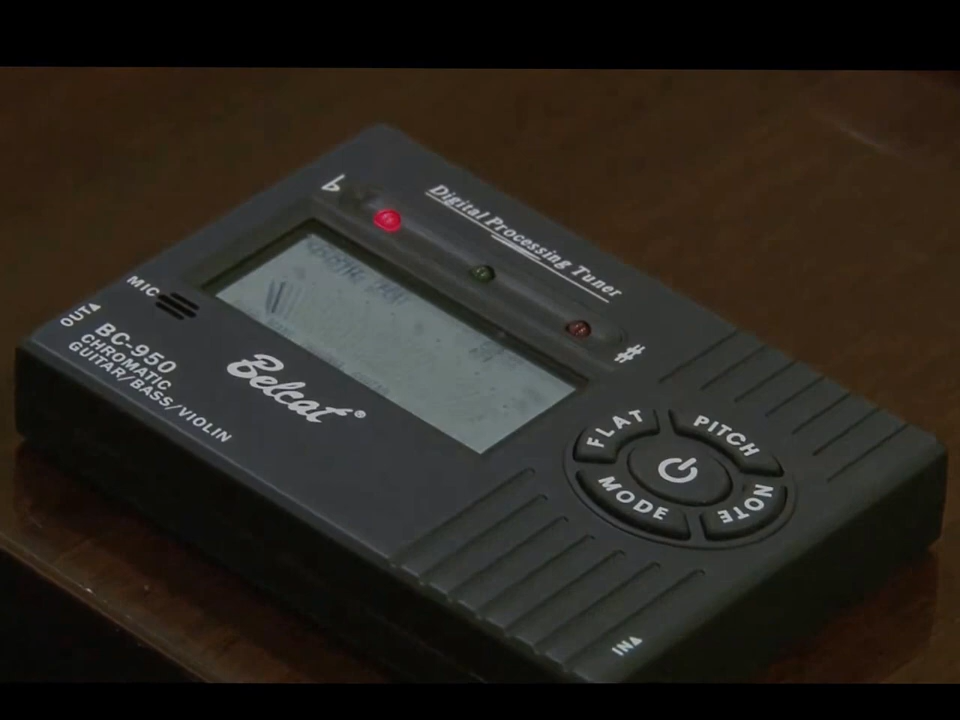 ♭
Digital Processing Tuner
♯
MIC
OUT
BC-950
CHROMATIC
GUITAR/BASS/VIOLIN
Belcat®
FLAT
PITCH
MODE
NOTE
IN